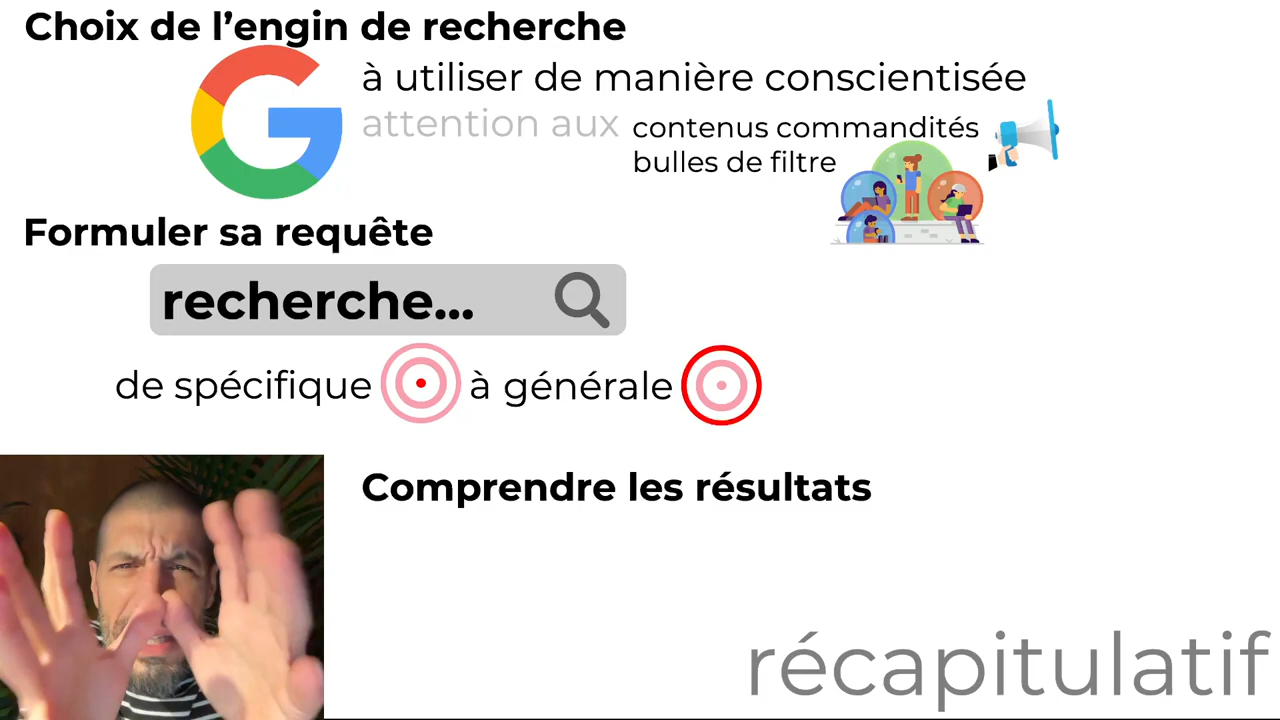 Choix de l’engin de recherche
à utiliser de manière conscientisée
attention aux
contenus commandités
bulles de filtre
Formuler sa requête
recherche...
de spécifique à générale
Comprendre les résultats
récapitulatif